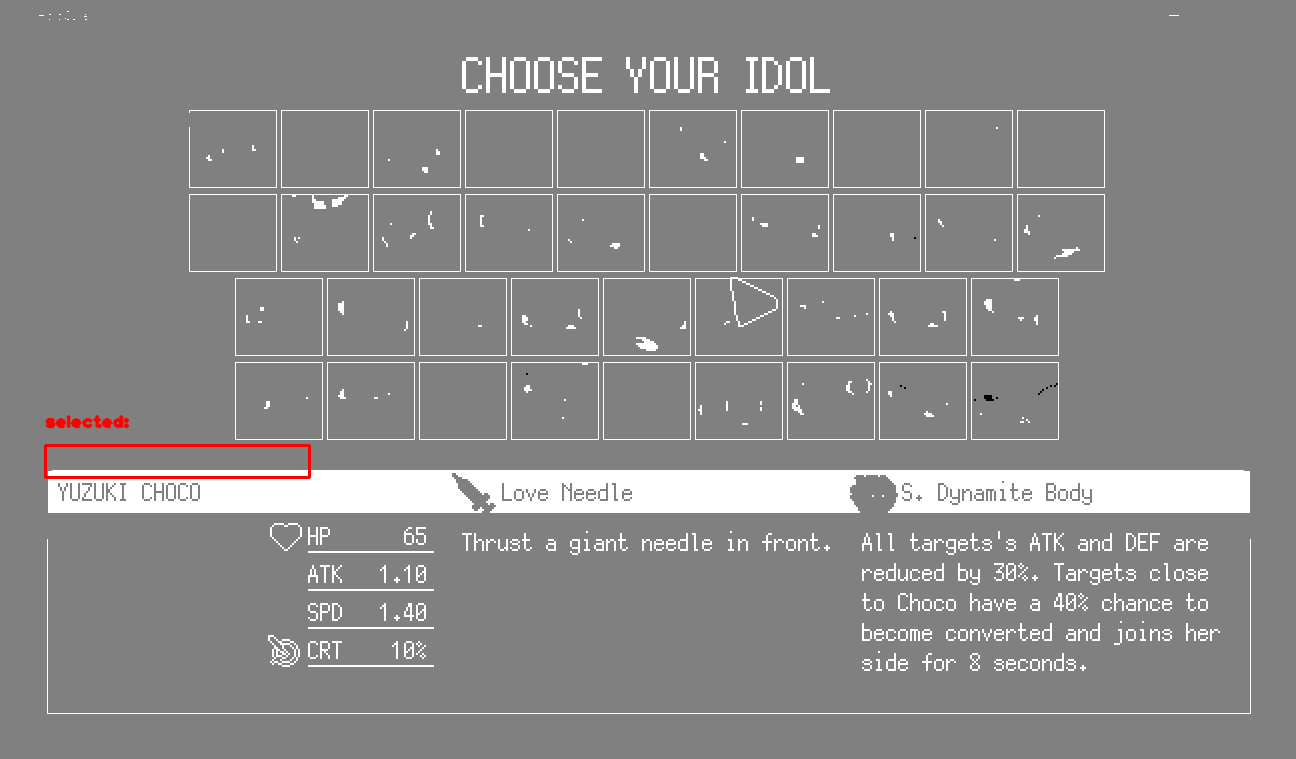 CHOOSE YOUR IDOL
selected:
YUZUKI CHOCO
Love Needle
S. Dynamite Body
HP 65
ATK 1.10
SPD 1.40
CRT 10%
Thrust a giant needle in front.
All targets's ATK and DEF are
reduced by 30%. Targets close
to Choco have a 40% chance to
become converted and joins her
side for 8 seconds.